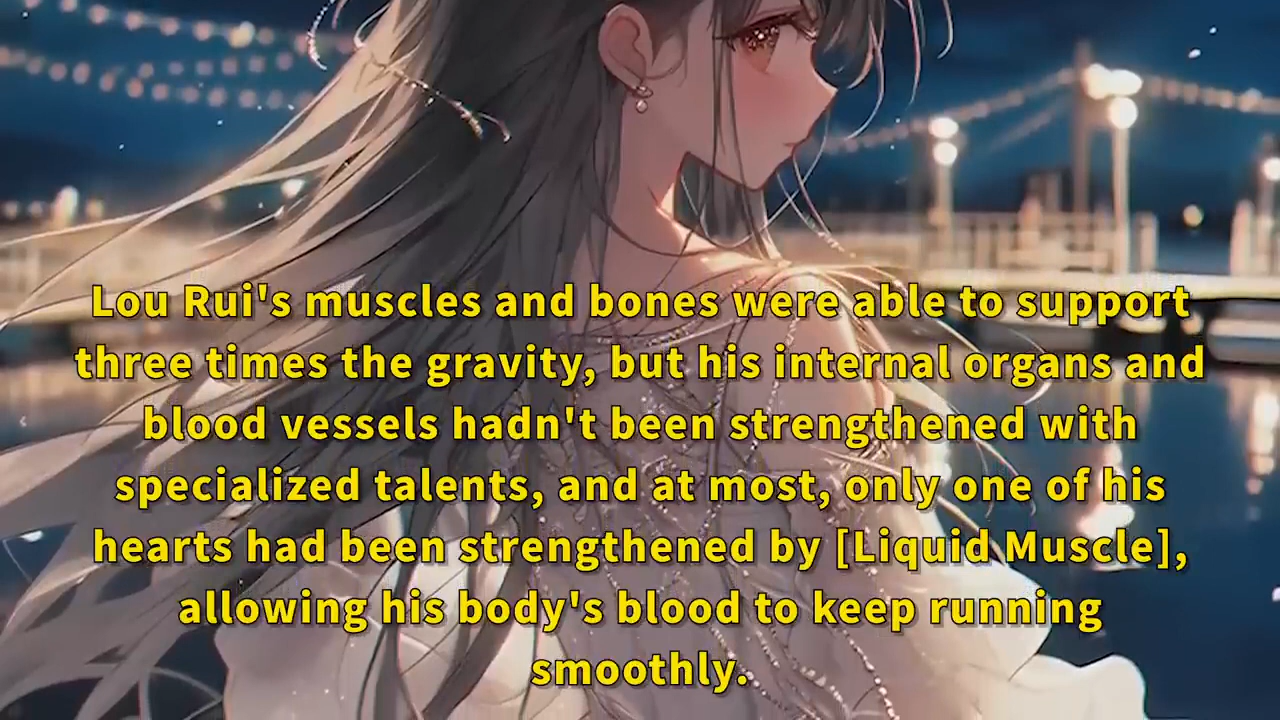 Lou Rui's muscles and bones were able to support
three times the gravity, but his internal organs and
blood vessels hadn't been strengthened with
specialized talents, and at most, only one of his
hearts had been strengthened by [Liquid Muscle],
allowing his body's blood to keep running
smoothly.